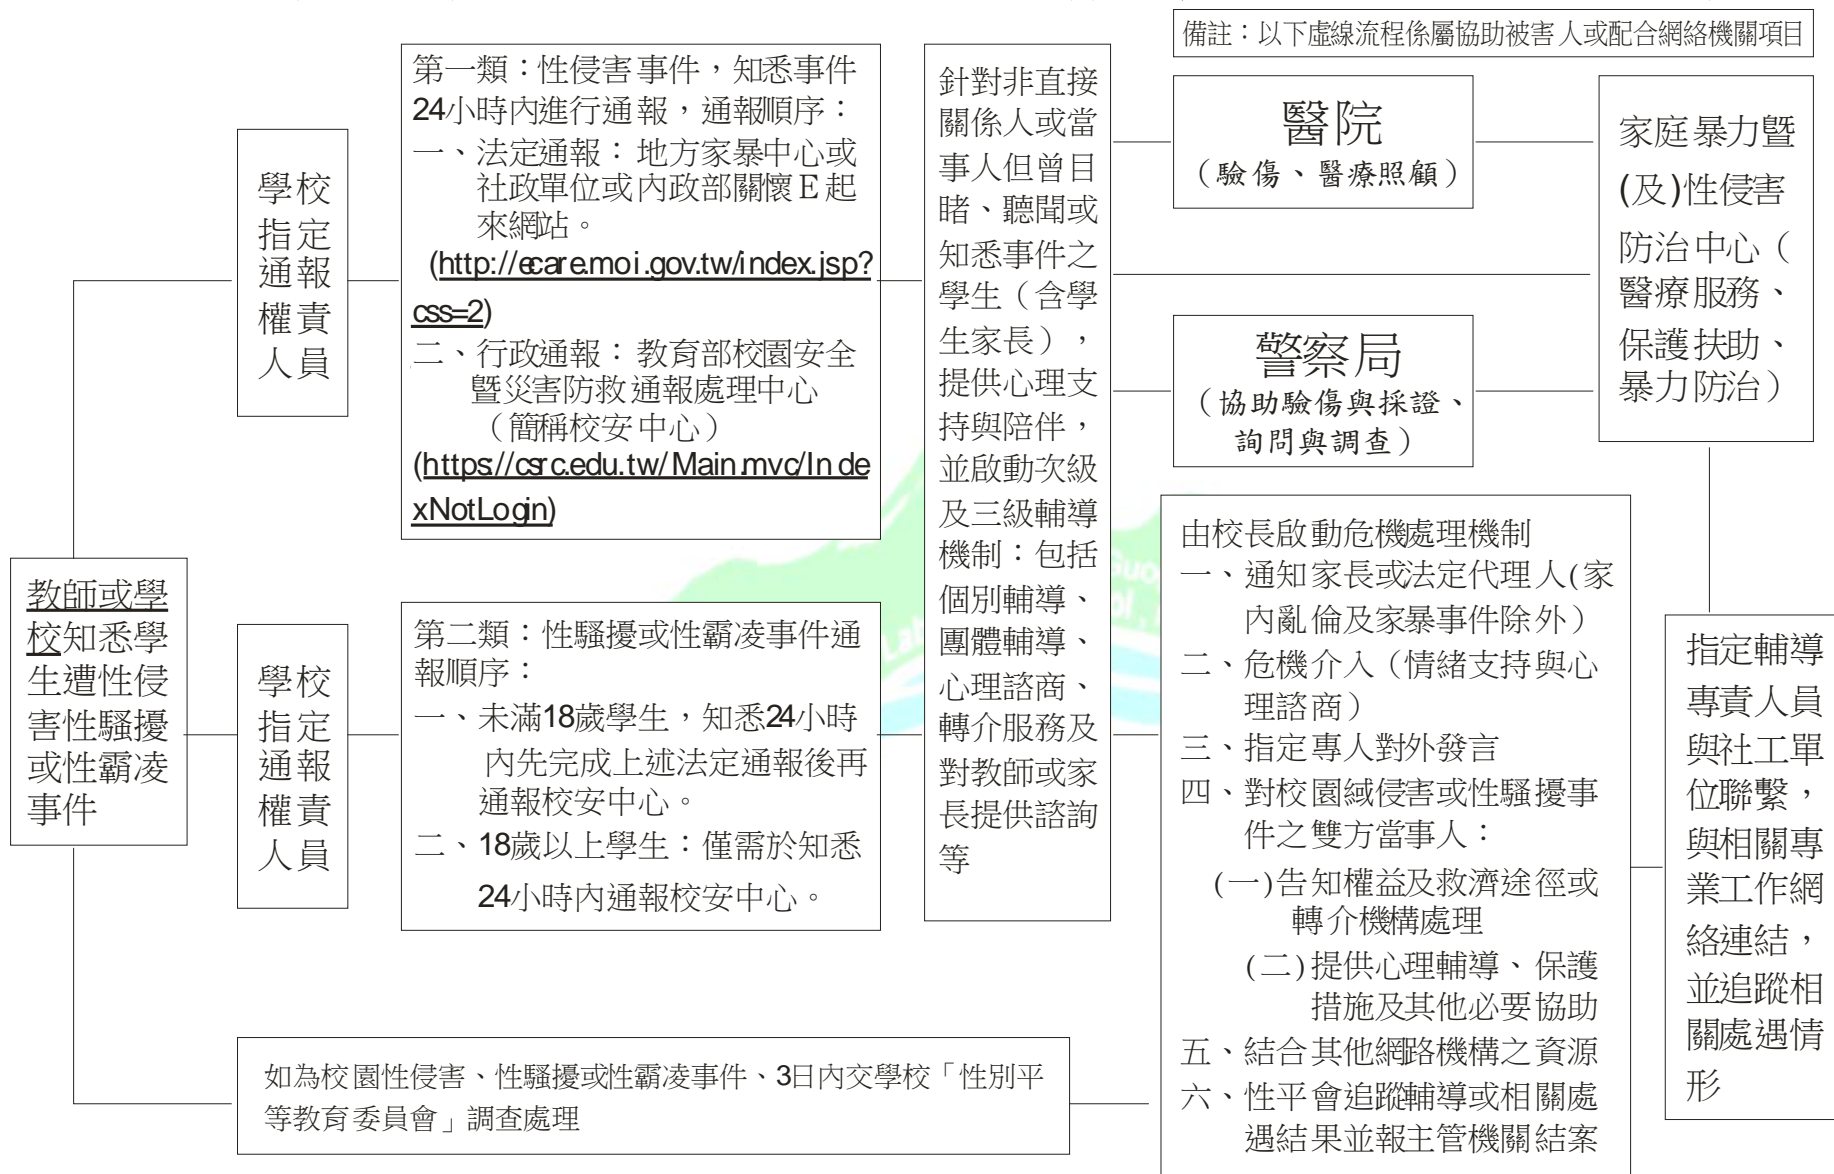 備註：以下虛線流程係屬協助被害人或配合網絡機關項目
教師或學
校知悉學
生遭性侵
害性騷擾
或性霸凌
事件
學校
指定
通報
權責
人員
第一類：性侵害事件，知悉事件
24小時內進行通報，通報順序：
一、法定通報：地方家暴中心或
社政單位或內政部關懷Ｅ起
來網站。
(http://ecare.moi.gov.tw/index.jsp?
css=2)
二、行政通報：教育部校園安全
暨災害防救通報處理中心
（簡稱校安中心）
(https://csrc.edu.tw/Main.mvc/Inde
xNotLogin)
學校
指定
通報
權責
人員
第二類：性騷擾或性霸凌事件通
報順序：
一、未滿18歲學生，知悉24小時
內先完成上述法定通報後再
通報校安中心。
二、18歲以上學生：僅需於知悉
24小時內通報校安中心。
如為校園性侵害、性騷擾或性霸凌事件、3日內交學校「性別平
等教育委員會」調查處理
針對非直接
關係人或當
事人但曾目
睹、聽聞或
知悉事件之
學生（含學
生家長），
提供心理支
持與陪伴，
並啟動次級
及三級輔導
機制：包括
個別輔導、
團體輔導、
心理諮商、
轉介服務及
對教師或家
長提供諮詢
等
醫院
（驗傷、醫療照顧）
警察局
（協助驗傷與採證、
詢問與調查）
家庭暴力暨
(及)性侵害
防治中心（
醫療服務、
保護扶助、
暴力防治）
由校長啟動危機處理機制
一、通知家長或法定代理人(家
內亂倫及家暴事件除外）
二、危機介入（情緒支持與心
理諮商）
三、指定專人對外發言
四、對校園緎侵害或性騷擾事
件之雙方當事人：
(一)告知權益及救濟途徑或
轉介機構處理
(二)提供心理輔導、保護
措施及其他必要協助
五、結合其他網路機構之資源
六、性平會追蹤輔導或相關處
遇結果並報主管機關結案
指定輔導
專責人員
與社工單
位聯繫，
與相關專
業工作網
絡連結，
並追蹤相
關處遇情
形